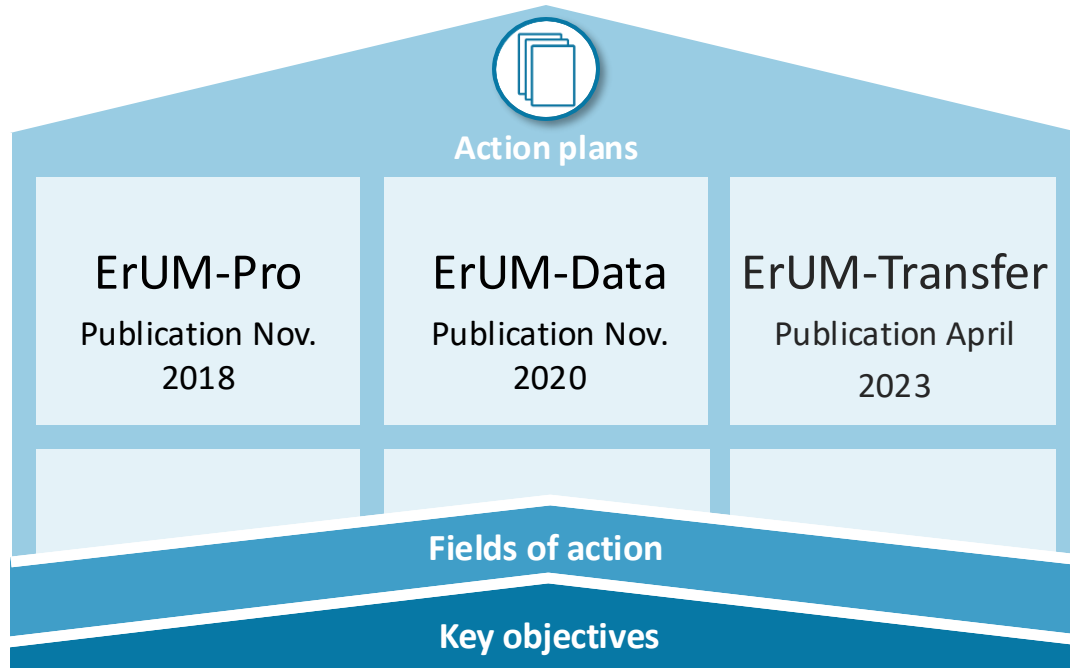 Action plans
ErUM-Pro
Publication Nov.
2018
ErUM-Data
Publication Nov.
2020
ErUM-Transfer
Publication April
2023
Fields of action
Key objectives